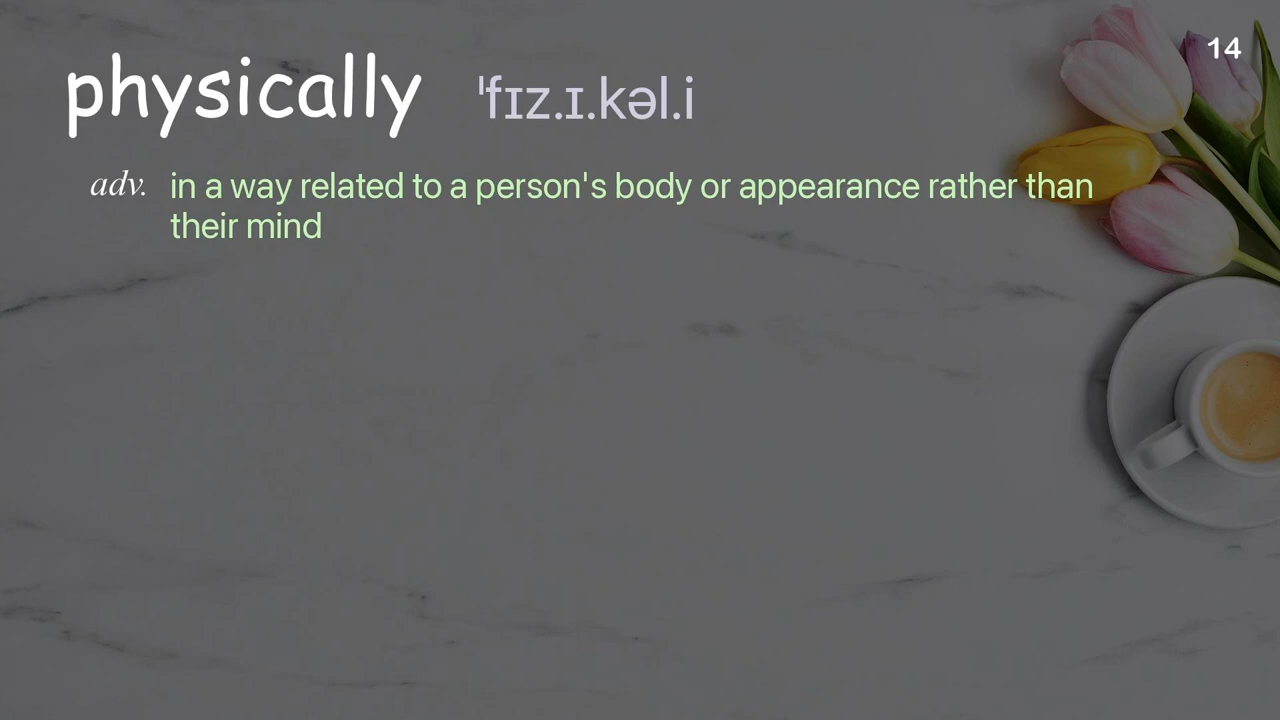 14
physically ˈfɪz.ɪ.kəl.i
adv. in a way related to a person's body or appearance rather than
their mind